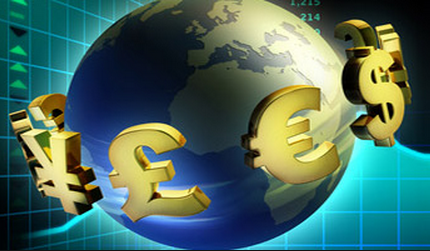 1,215
214
¥ £ € $